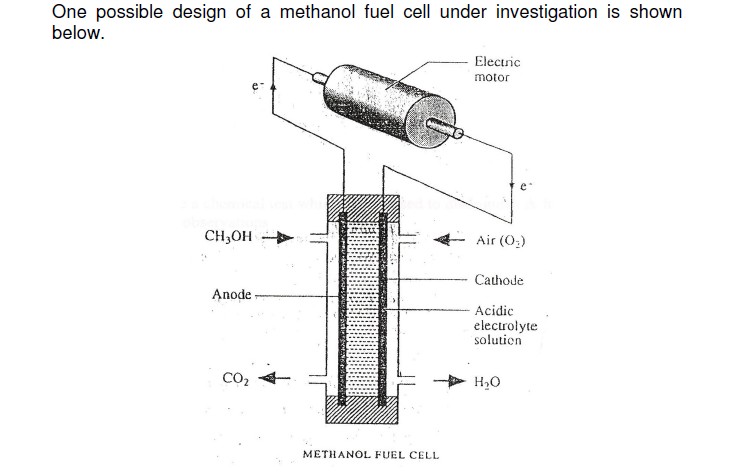 One possible design of a methanol fuel cell under investigation is shown
below.
Electric
motor
e⁻
e⁻
CH₃OH
Air (O₂)
Cathode
Anode
Acidic
electrolyte
solution
CO₂
H₂O
METHANOL FUEL CELL